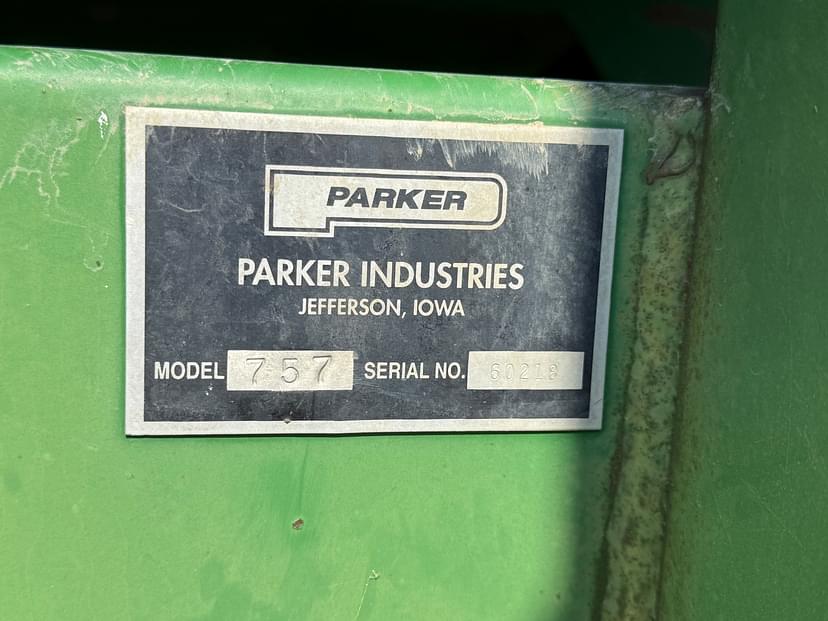 PARKER
PARKER INDUSTRIES
JEFFERSON, IOWA
MODEL 757 SERIAL NO. 60218